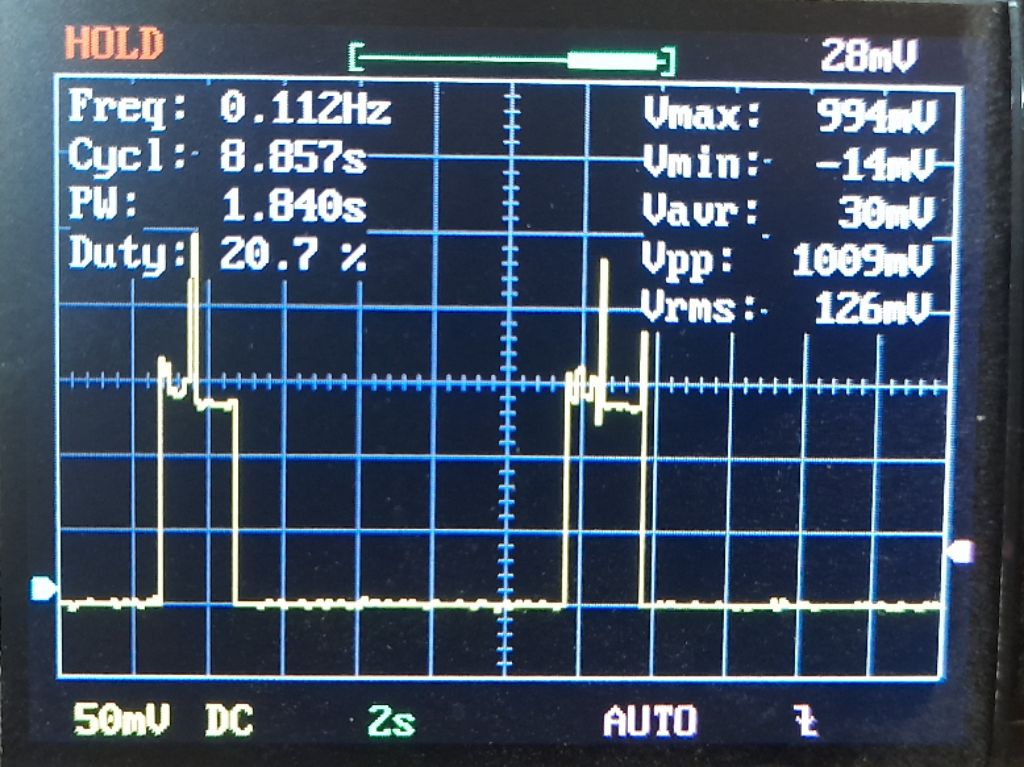 HOLD
28mV
Freq: 0.112Hz
Cycl: 8.857s
PW: 1.840s
Duty: 20.7 %
Vmax: 994mV
Vmin: -14mV
Vavr: 30mV
Vpp: 1009mV
Vrms: 126mV
50mV DC 2s AUTO